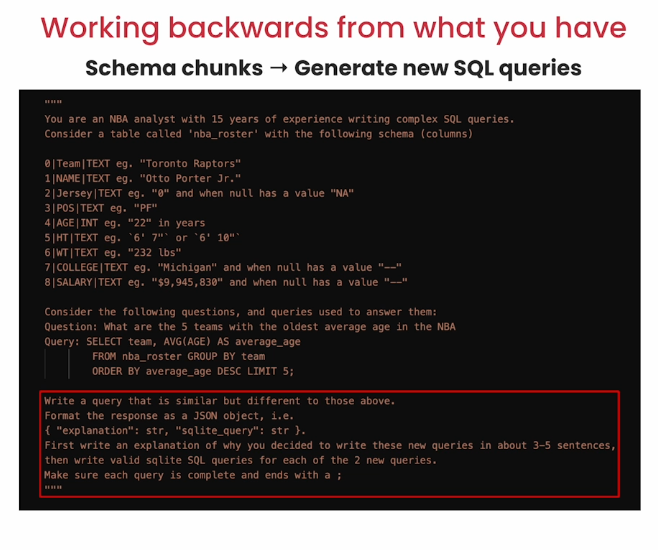 Working backwards from what you have
Schema chunks → Generate new SQL queries
"""
You are an NBA analyst with 15 years of experience writing complex SQL queries.
Consider a table called 'nba_roster' with the following schema (columns)
0|Team|TEXT eg. "Toronto Raptors"
1|NAME|TEXT eg. "Otto Porter Jr."
2|Jersey|TEXT eg. "0" and when null has a value "NA"
3|POS|TEXT eg. "PF"
4|AGE|INT eg. "22" in years
5|HT|TEXT eg. `6' 7"` or `6' 10"`
6|WT|TEXT eg. "232 lbs"
7|COLLEGE|TEXT eg. "Michigan" and when null has a value "--"
8|SALARY|TEXT eg. "$9,945,830" and when null has a value "--"
Consider the following questions, and queries used to answer them:
Question: What are the 5 teams with the oldest average age in the NBA
Query: SELECT team, AVG(AGE) AS average_age
FROM nba_roster GROUP BY team
ORDER BY average_age DESC LIMIT 5;
Write a query that is similar but different to those above.
Format the response as a JSON object, i.e.
{ "explanation": str, "sqlite_query": str }.
First write an explanation of why you decided to write these new queries in about 3-5 sentences,
then write valid sqlite SQL queries for each of the 2 new queries.
Make sure each query is complete and ends with a ;
"""